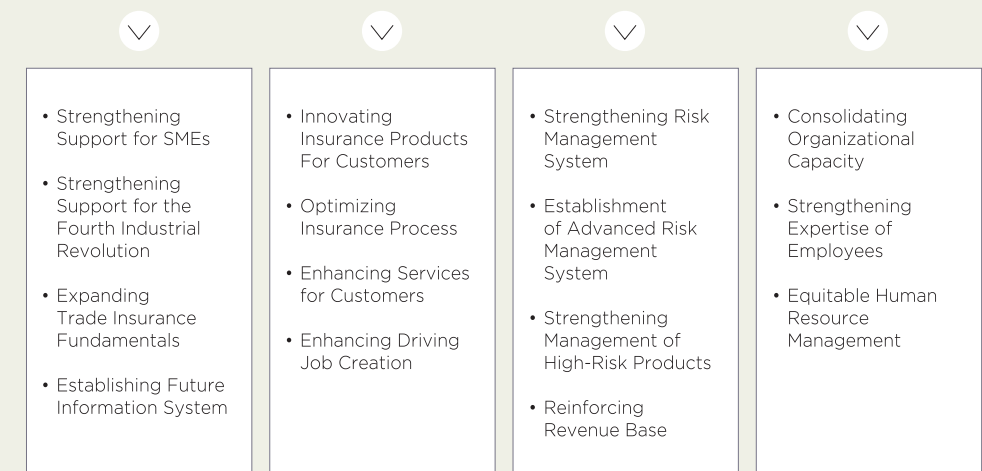 • Strengthening
Support for SMEs
• Strengthening
Support for the
Fourth Industrial
Revolution
• Expanding
Trade Insurance
Fundamentals
• Establishing Future
Information System
• Innovating
Insurance Products
For Customers
• Optimizing
Insurance Process
• Enhancing Services
for Customers
• Enhancing Driving
Job Creation
• Strengthening Risk
Management
System
• Establishment
of Advanced Risk
Management
System
• Strengthening
Management of
High-Risk Products
• Reinforcing
Revenue Base
• Consolidating
Organizational
Capacity
• Strengthening
Expertise of
Employees
• Equitable Human
Resource
Management